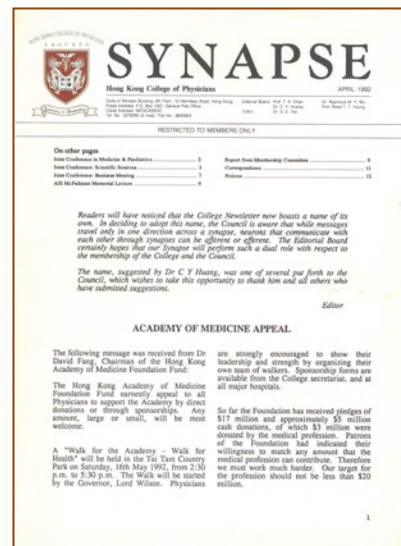 SYNAPSE
Hong Kong College of Physicians
APRIL 1992
RESTRICTED TO MEMBERS ONLY
On other pages
Joint Conference in Medicine & Paediatrics 2
Joint Conference: Scientific Sessions 3
Joint Conference: Business Meeting 7
AJS McFadzean Memorial Lecture 8
Report from Membership Committee 9
Correspondence 11
Notices 12
Readers will have noticed that the College Newsletter now boasts a name of its
own. In deciding to adopt this name, the Council is aware that while messages
travel only in one direction across a synapse, neurons that communicate with
each other through synapses can be afferent or efferent. The Editorial Board
certainly hopes that our Synapse will perform such a dual role with respect to
the membership of the College and the Council.
The name, suggested by Dr C Y Huang, was one of several put forth to the
Council, which wishes to take this opportunity to thank him and all others who
have submitted suggestions.
Editor
ACADEMY OF MEDICINE APPEAL
The following message was received from Dr
David Fang, Chairman of the Hong Kong
Academy of Medicine Foundation Fund:
The Hong Kong Academy of Medicine
Foundation Fund earnestly appeal to all
Physicians to support the Academy by direct
donations or through sponsorships. Any
amount, large or small, will be most
welcome.
A "Walk for the Academy - Walk for
Health" will be held in the Tai Tam Country
Park on Saturday, 16th May 1992, from 2:30
p.m. to 5:30 p.m. The Walk will be started
by the Governor, Lord Wilson. Physicians
are strongly encouraged to show their
leadership and strength by organizing their
own team of walkers. Sponsorship forms are
available from the College secretariat, and at
all major hospitals.
So far the Foundation has received pledges of
$17 million and approximately $5 million
cash donations, of which $3 million were
donated by the medical profession. Patrons
of the Foundation had indicated their
willingness to match any amount that the
medical profession can contribute. Therefore
we must work much harder. Our target for
the profession should not be less than $20
million.
1